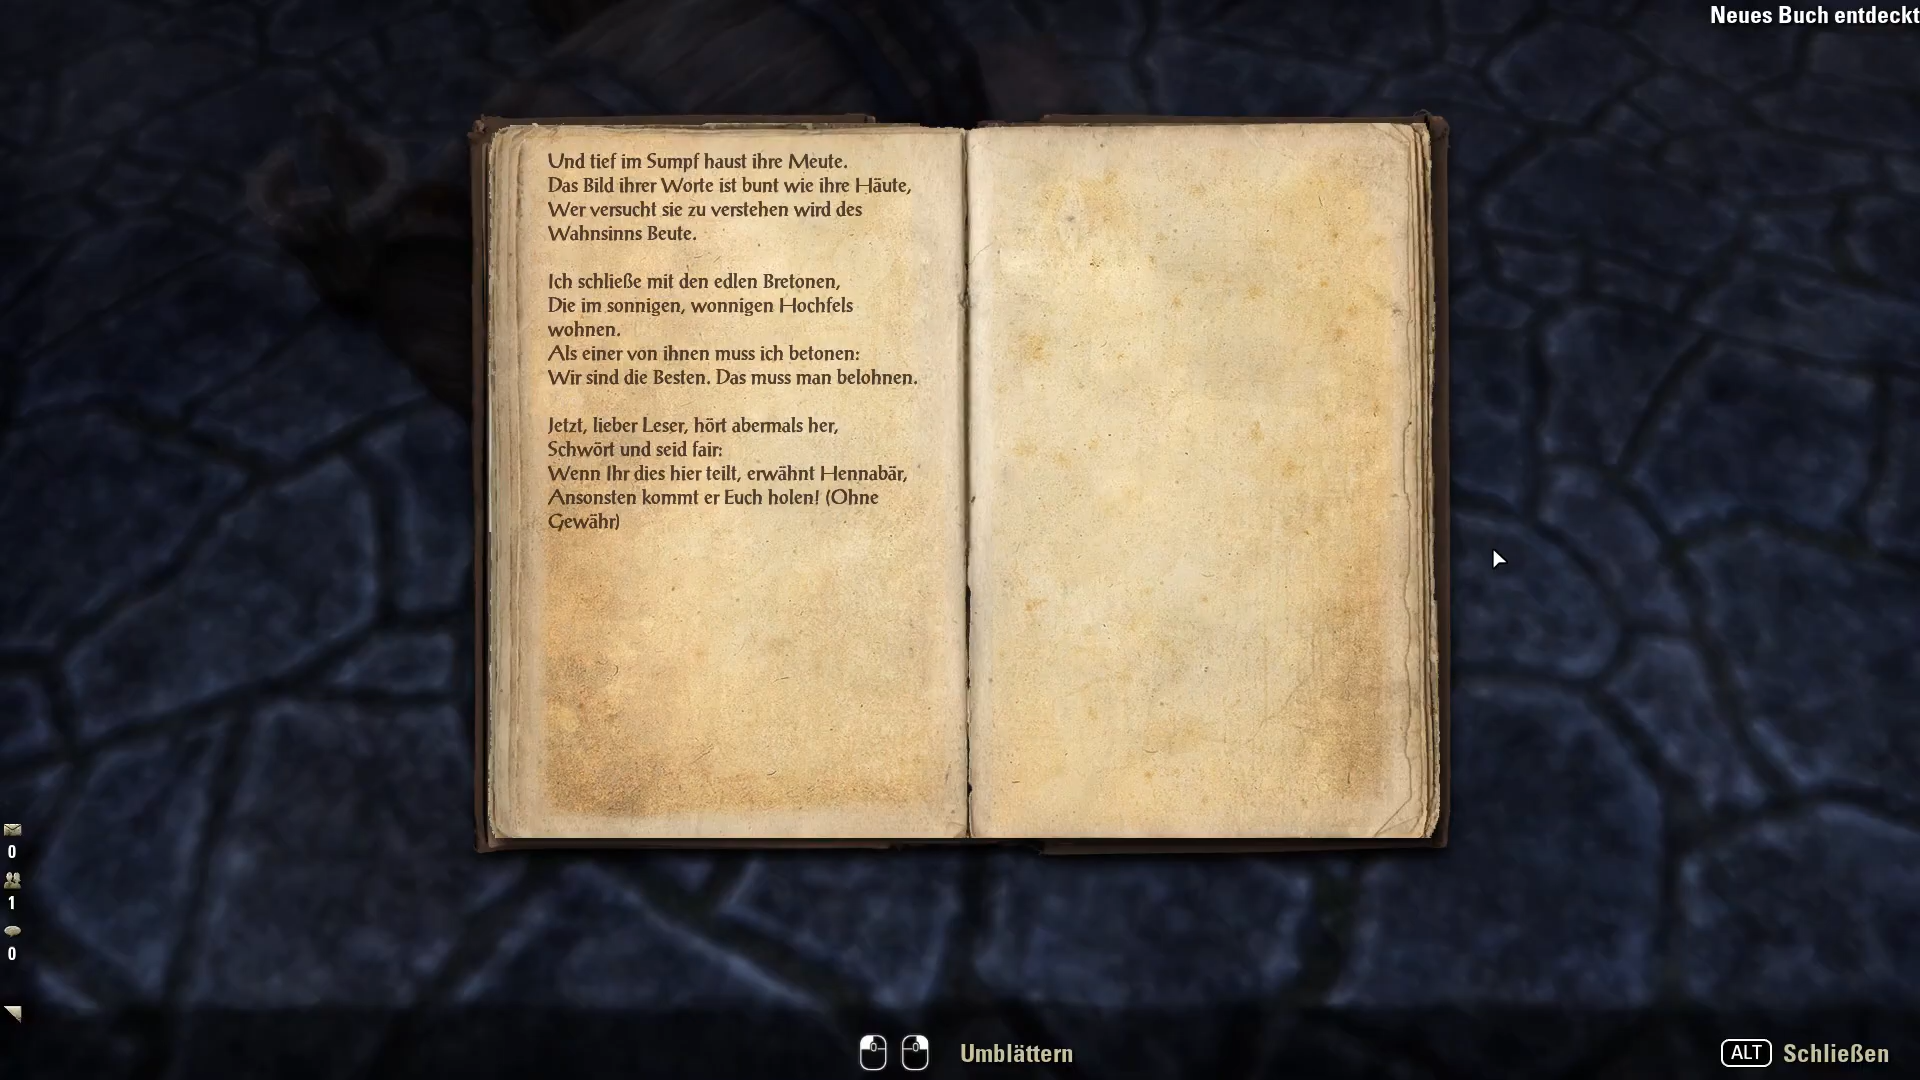 Neues Buch entdeckt
Und tief im Sumpf haust ihre Meute.
Das Bild ihrer Worte ist bunt wie ihre Häute,
Wer versucht sie zu verstehen wird des
Wahnsinns Beute.
Ich schließe mit den edlen Bretonen,
Die im sonnigen, wonnigen Hochfels
wohnen.
Als einer von ihnen muss ich betonen:
Wir sind die Besten. Das muss man belohnen.
Jetzt, lieber Leser, hört abermals her,
Schwört und seid fair:
Wenn Ihr dies hier teilt, erwähnt Hennabär,
Ansonsten kommt er Euch holen! (Ohne
Gewähr)
0
1
0
Umblättern
ALT Schließen